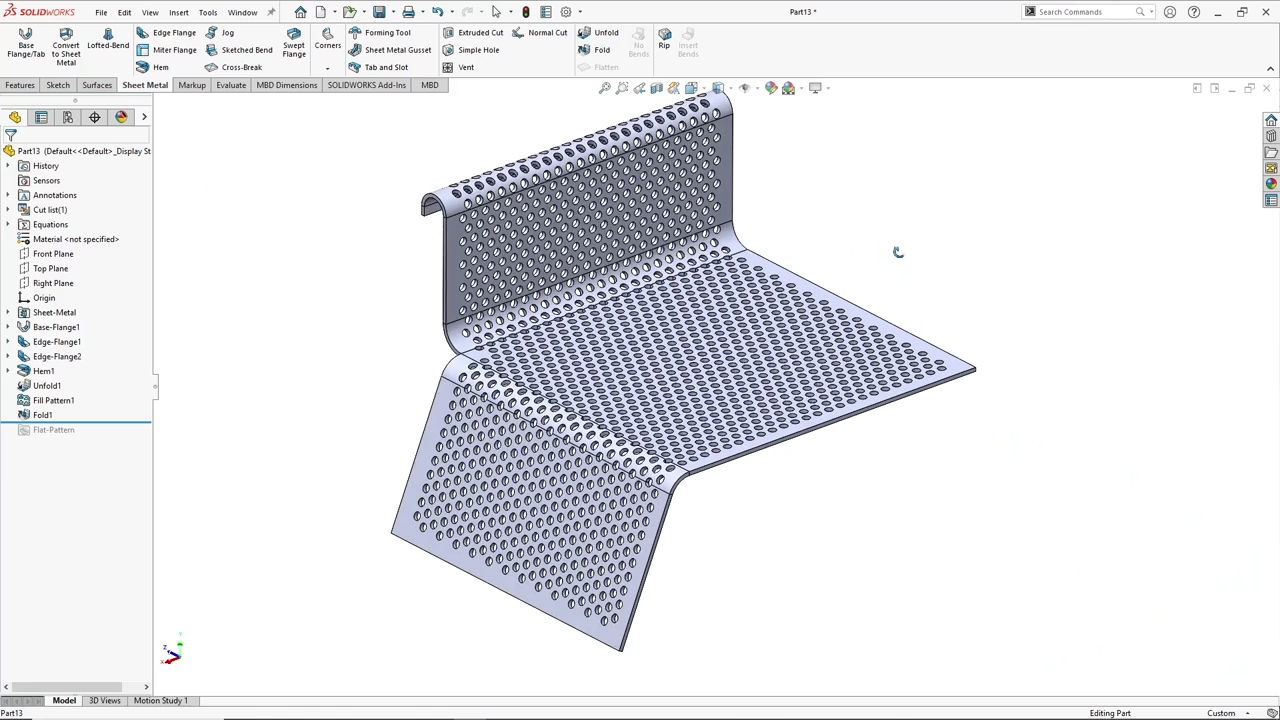 SOLIDWORKS File Edit View Insert Tools Window Part13 * Search Commands
Base Flange/Tab
Convert to Sheet Metal
Lofted-Bend
Edge Flange
Miter Flange
Hem
Jog
Sketched Bend
Cross-Break
Swept Flange
Corners
Forming Tool
Sheet Metal Gusset
Tab and Slot
Extruded Cut
Simple Hole
Vent
Normal Cut
Unfold
Fold
Flatten
No Bends
Rip
Insert Bends
Features Sketch Surfaces Sheet Metal Markup Evaluate MBD Dimensions SOLIDWORKS Add-Ins MBD
Part13 (Default<<Default>_Display St
History
Sensors
Annotations
Cut list(1)
Equations
Material <not specified>
Front Plane
Top Plane
Right Plane
Origin
Sheet-Metal
Base-Flange1
Edge-Flange1
Edge-Flange2
Hem1
Unfold1
Fill Pattern1
Fold1
Flat-Pattern
Y
Z
X
Model 3D Views Motion Study 1
Part13 Editing Part Custom